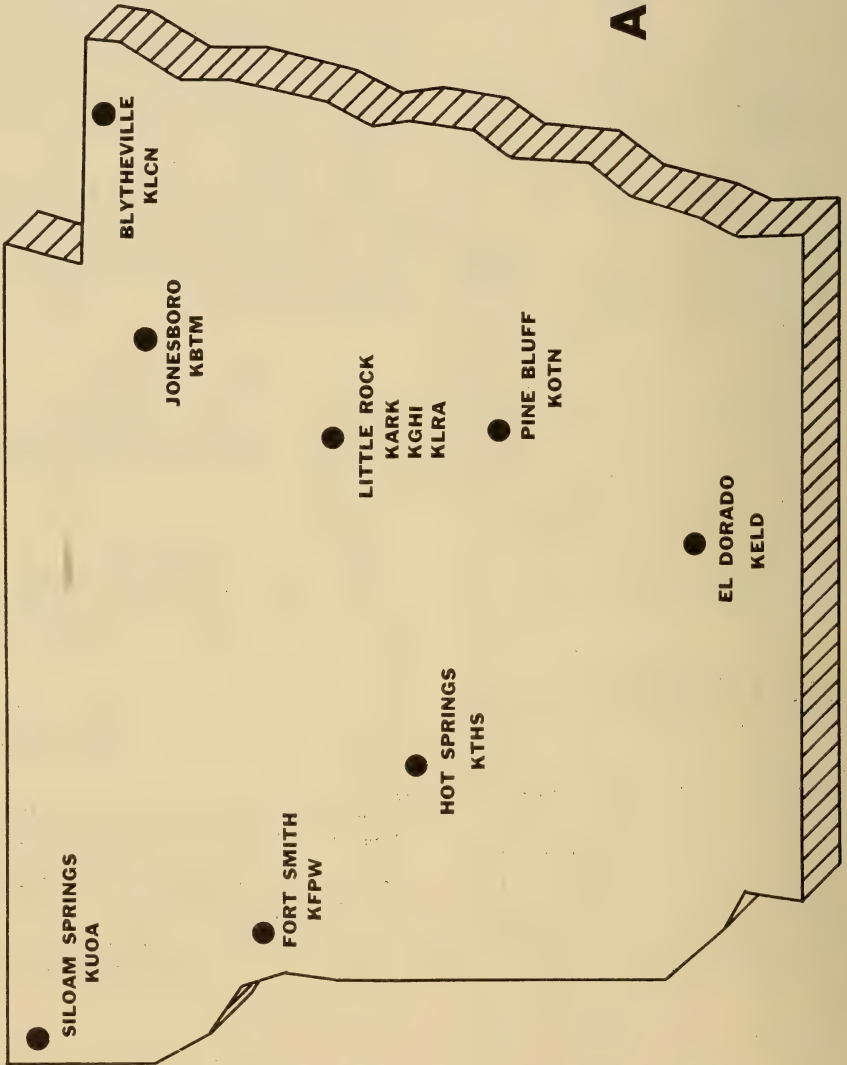 SILOAM SPRINGS
KUOA
BLYTHEVILLE
KLCN
JONESBORO
KBTM
FORT SMITH
KFPW
LITTLE ROCK
KARK
KGHI
KLRA
HOT SPRINGS
KTHS
PINE BLUFF
KOTN
EL DORADO
KELD
A